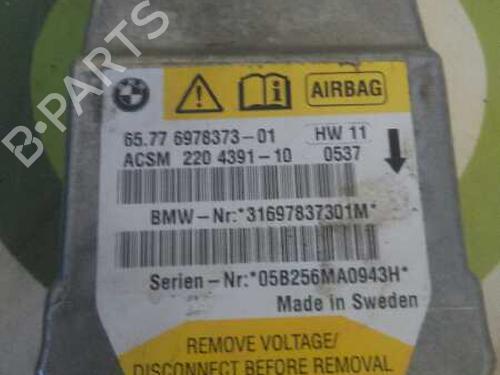 B-PARTS
BMW
AIRBAG
65.77 6978373-01 HW 11
ACSM 220 4391-10 0537
BMW-Nr:*31697837301M*
Serien-Nr:*05B256MA0943H*
Made in Sweden
REMOVE VOLTAGE/
DISCONNECT BEFORE REMOVAL